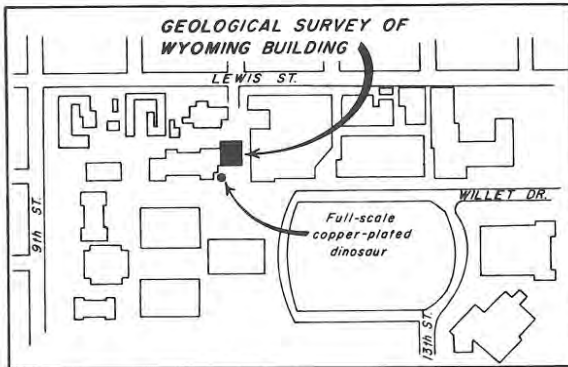 GEOLOGICAL SURVEY OF
WYOMING BUILDING
LEWIS ST.
9th ST.
WILLET DR.
Full-scale
copper-plated
dinosaur
13th ST.